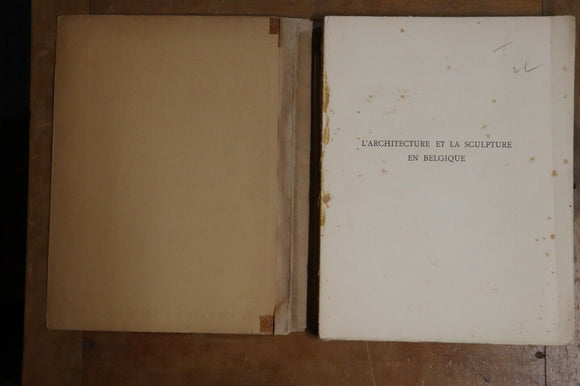 L'ARCHITECTURE ET LA SCULPTURE
EN BELGIQUE